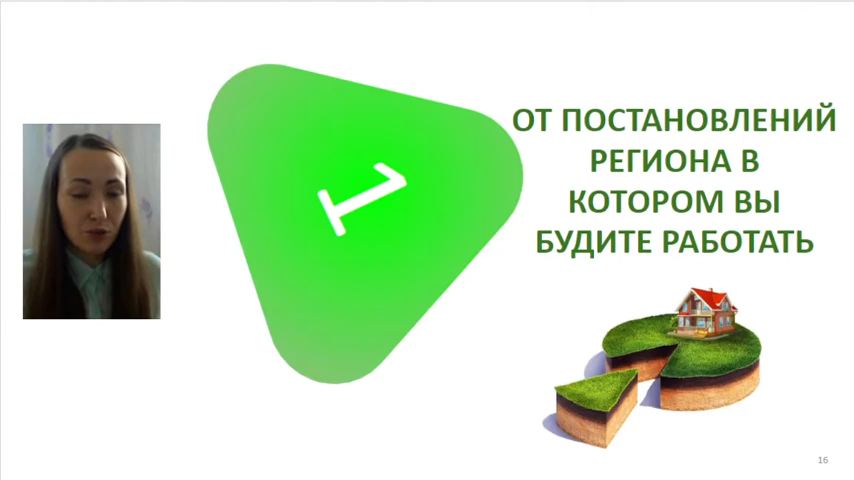 1
ОТ ПОСТАНОВЛЕНИЙ
РЕГИОНА В
КОТОРОМ ВЫ
БУДИТЕ РАБОТАТЬ
16